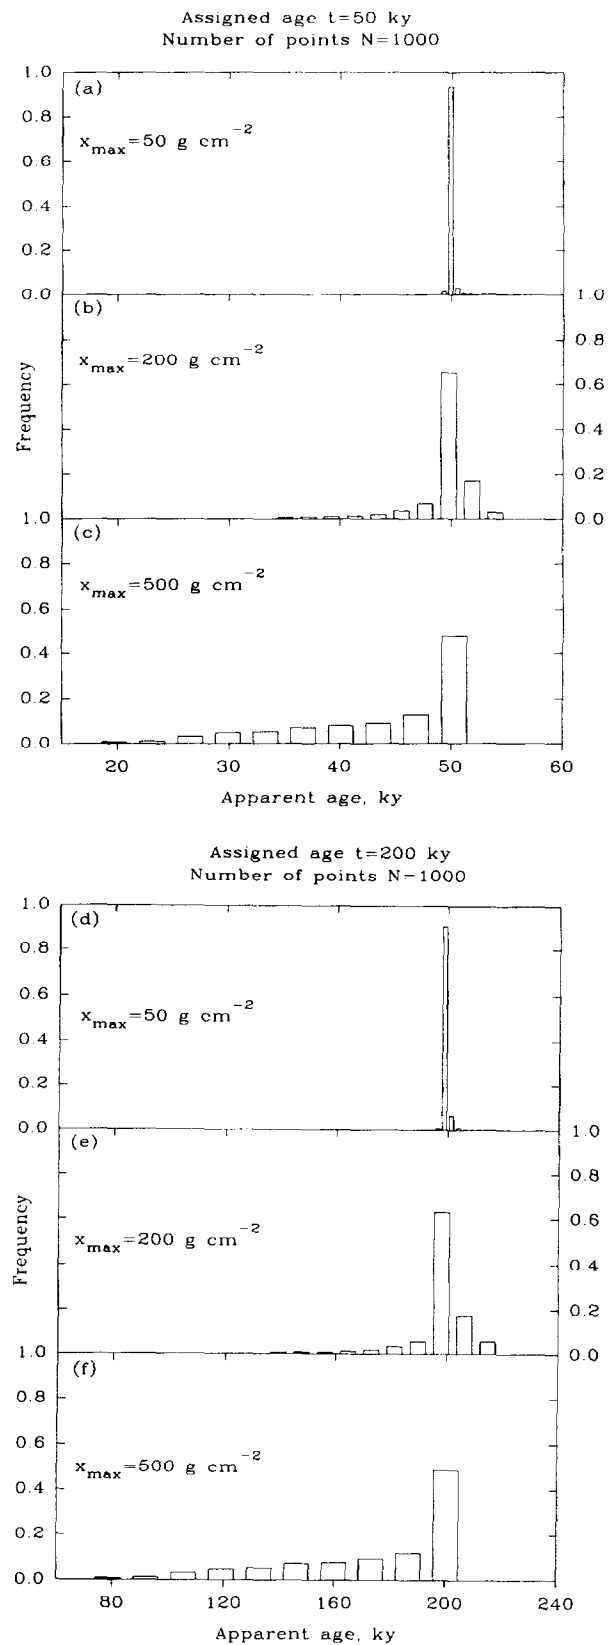 Assigned age t=50 ky
Number of points N=1000
1.0
(a)
0.8
x_max=50 g cm^-2
0.6
0.4
0.2
0.0
(b)
1.0
0.8
x_max=200 g cm^-2
0.6
Frequency
0.4
0.2
1.0
0.0
(c)
0.8
x_max=500 g cm^-2
0.6
0.4
0.2
0.0
20 30 40 50 60
Apparent age, ky
Assigned age t=200 ky
Number of points N-1000
1.0
(d)
0.8
x_max=50 g cm^-2
0.6
0.4
0.2
0.0
1.0
(e)
0.8
x_max=200 g cm^-2
0.6
Frequency
0.4
0.2
1.0
0.0
(f)
0.8
x_max=500 g cm^-2
0.6
0.4
0.2
0.0
80 120 160 200 240
Apparent age, ky